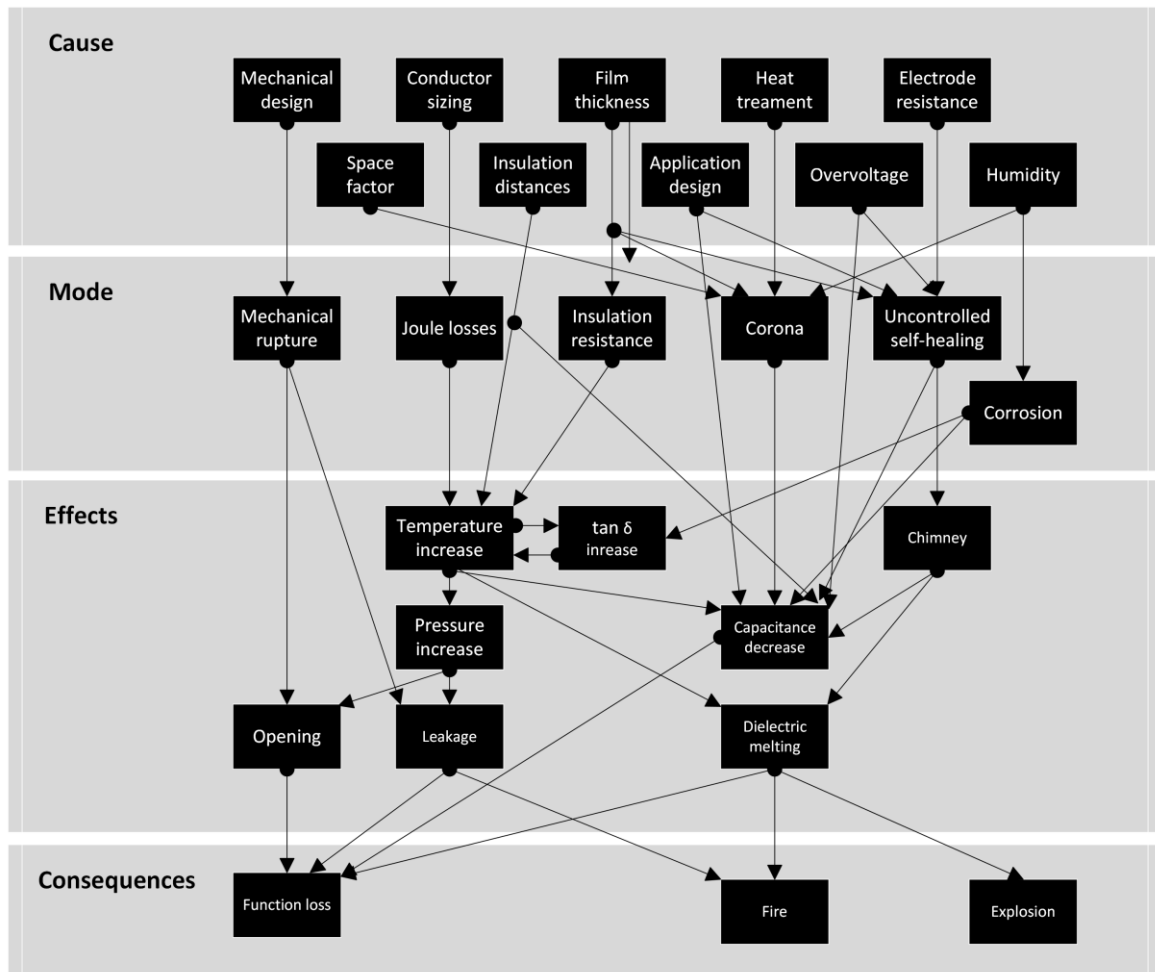 Cause
Mechanical
design
Conductor
sizing
Film
thickness
Heat
treament
Electrode
resistance
Space
factor
Insulation
distances
Application
design
Overvoltage
Humidity
Mode
Mechanical
rupture
Joule losses
Insulation
resistance
Corona
Uncontrolled
self-healing
Corrosion
Effects
Temperature
increase
tan δ
inrease
Chimney
Pressure
increase
Capacitance
decrease
Opening
Leakage
Dielectric
melting
Consequences
Function loss
Fire
Explosion